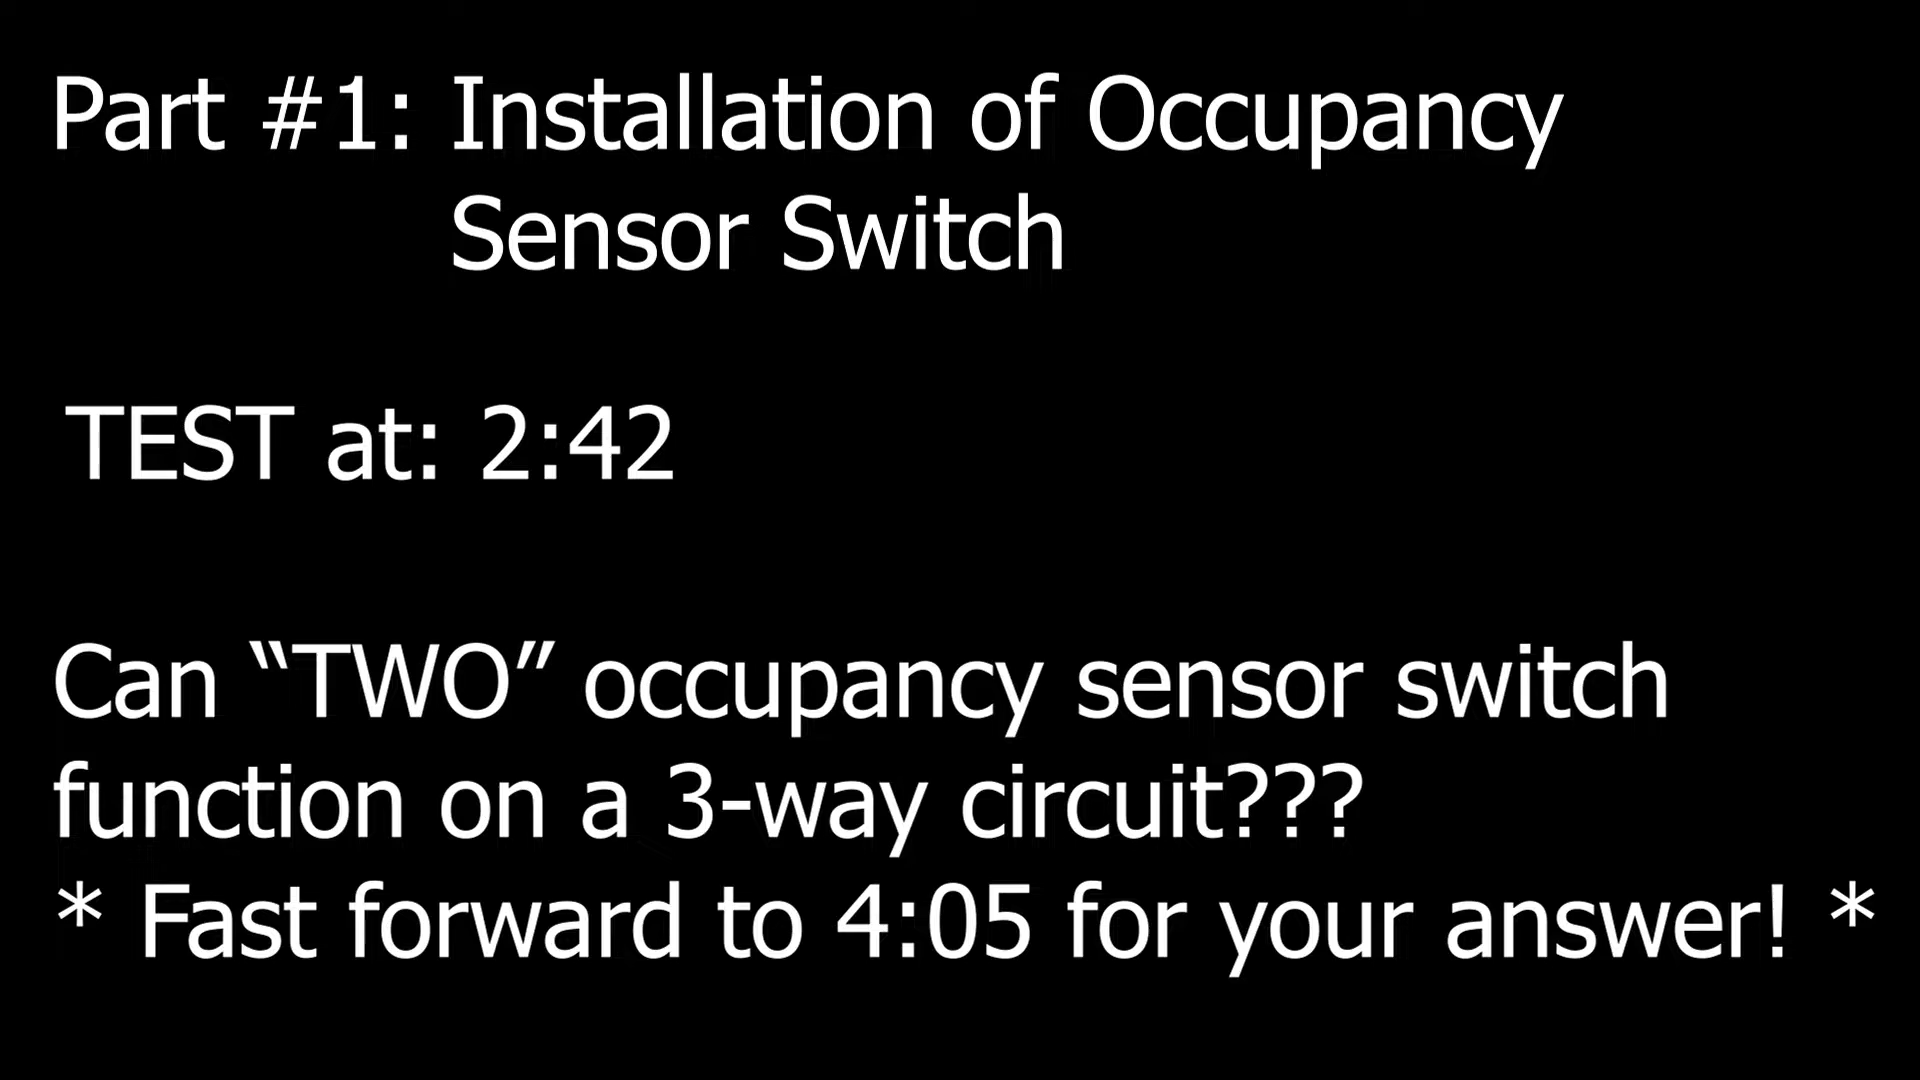 Part #1: Installation of Occupancy
Sensor Switch
TEST at: 2:42
Can “TWO” occupancy sensor switch
function on a 3-way circuit???
* Fast forward to 4:05 for your answer! *